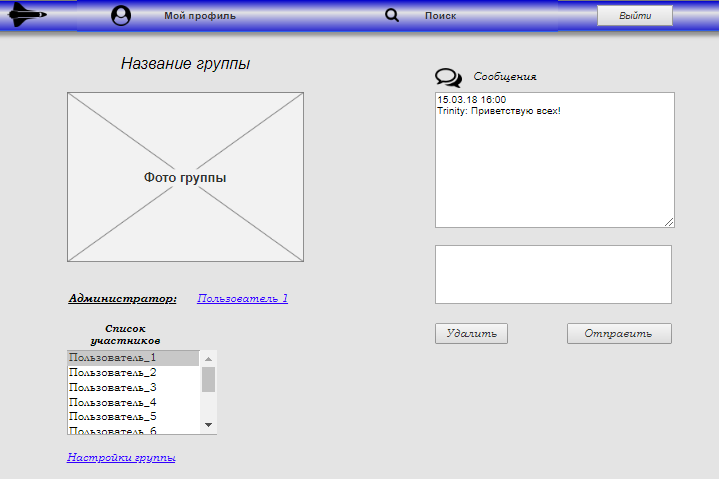 Мой профиль
Поиск
Выйти
Название группы
Фото группы
Администратор: Пользователь 1
Список
участников
Пользователь_1
Пользователь_2
Пользователь_3
Пользователь_4
Пользователь_5
Пользователь_6
Настройки группы
Сообщения
15.03.18 16:00
Trinity: Приветствую всех!
Удалить
Отправить